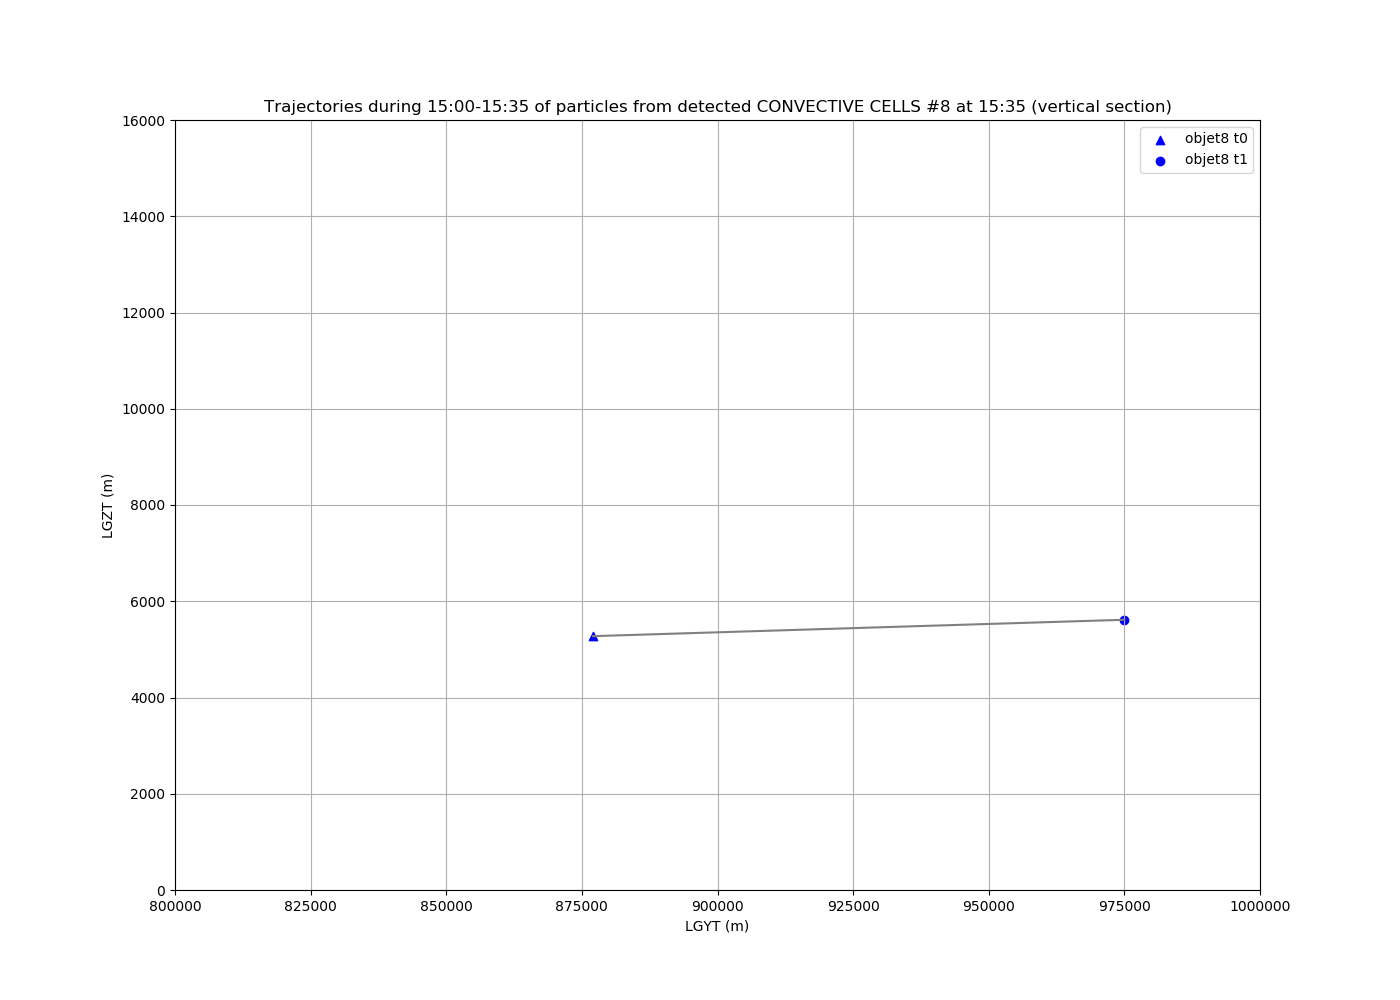 Trajectories during 15:00-15:35 of particles from detected CONVECTIVE CELLS #8 at 15:35 (vertical section)
objet8 t0
objet8 t1
16000
14000
12000
10000
8000
6000
4000
2000
0
LGZT (m)
800000 825000 850000 875000 900000 925000 950000 975000 1000000
LGYT (m)